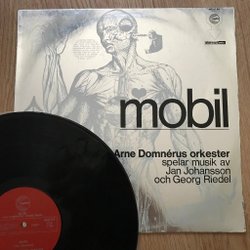 mobil
Arne Domnérus orkester
spelar musik av
Jan Johansson
och Georg Riedel